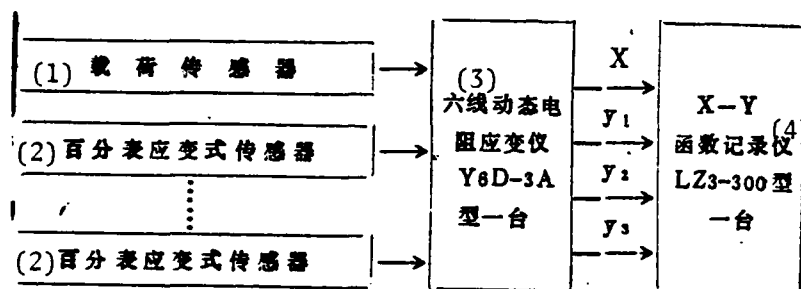 (1) 载荷传感器
(2) 百分表应变式传感器
(2) 百分表应变式传感器
(3)
六线动态电
阻应变仪
Y6D-3A
型一台
X
y₁
y₂
y₃
X-Y
(4
函数记录仪
LZ3-300型
一台